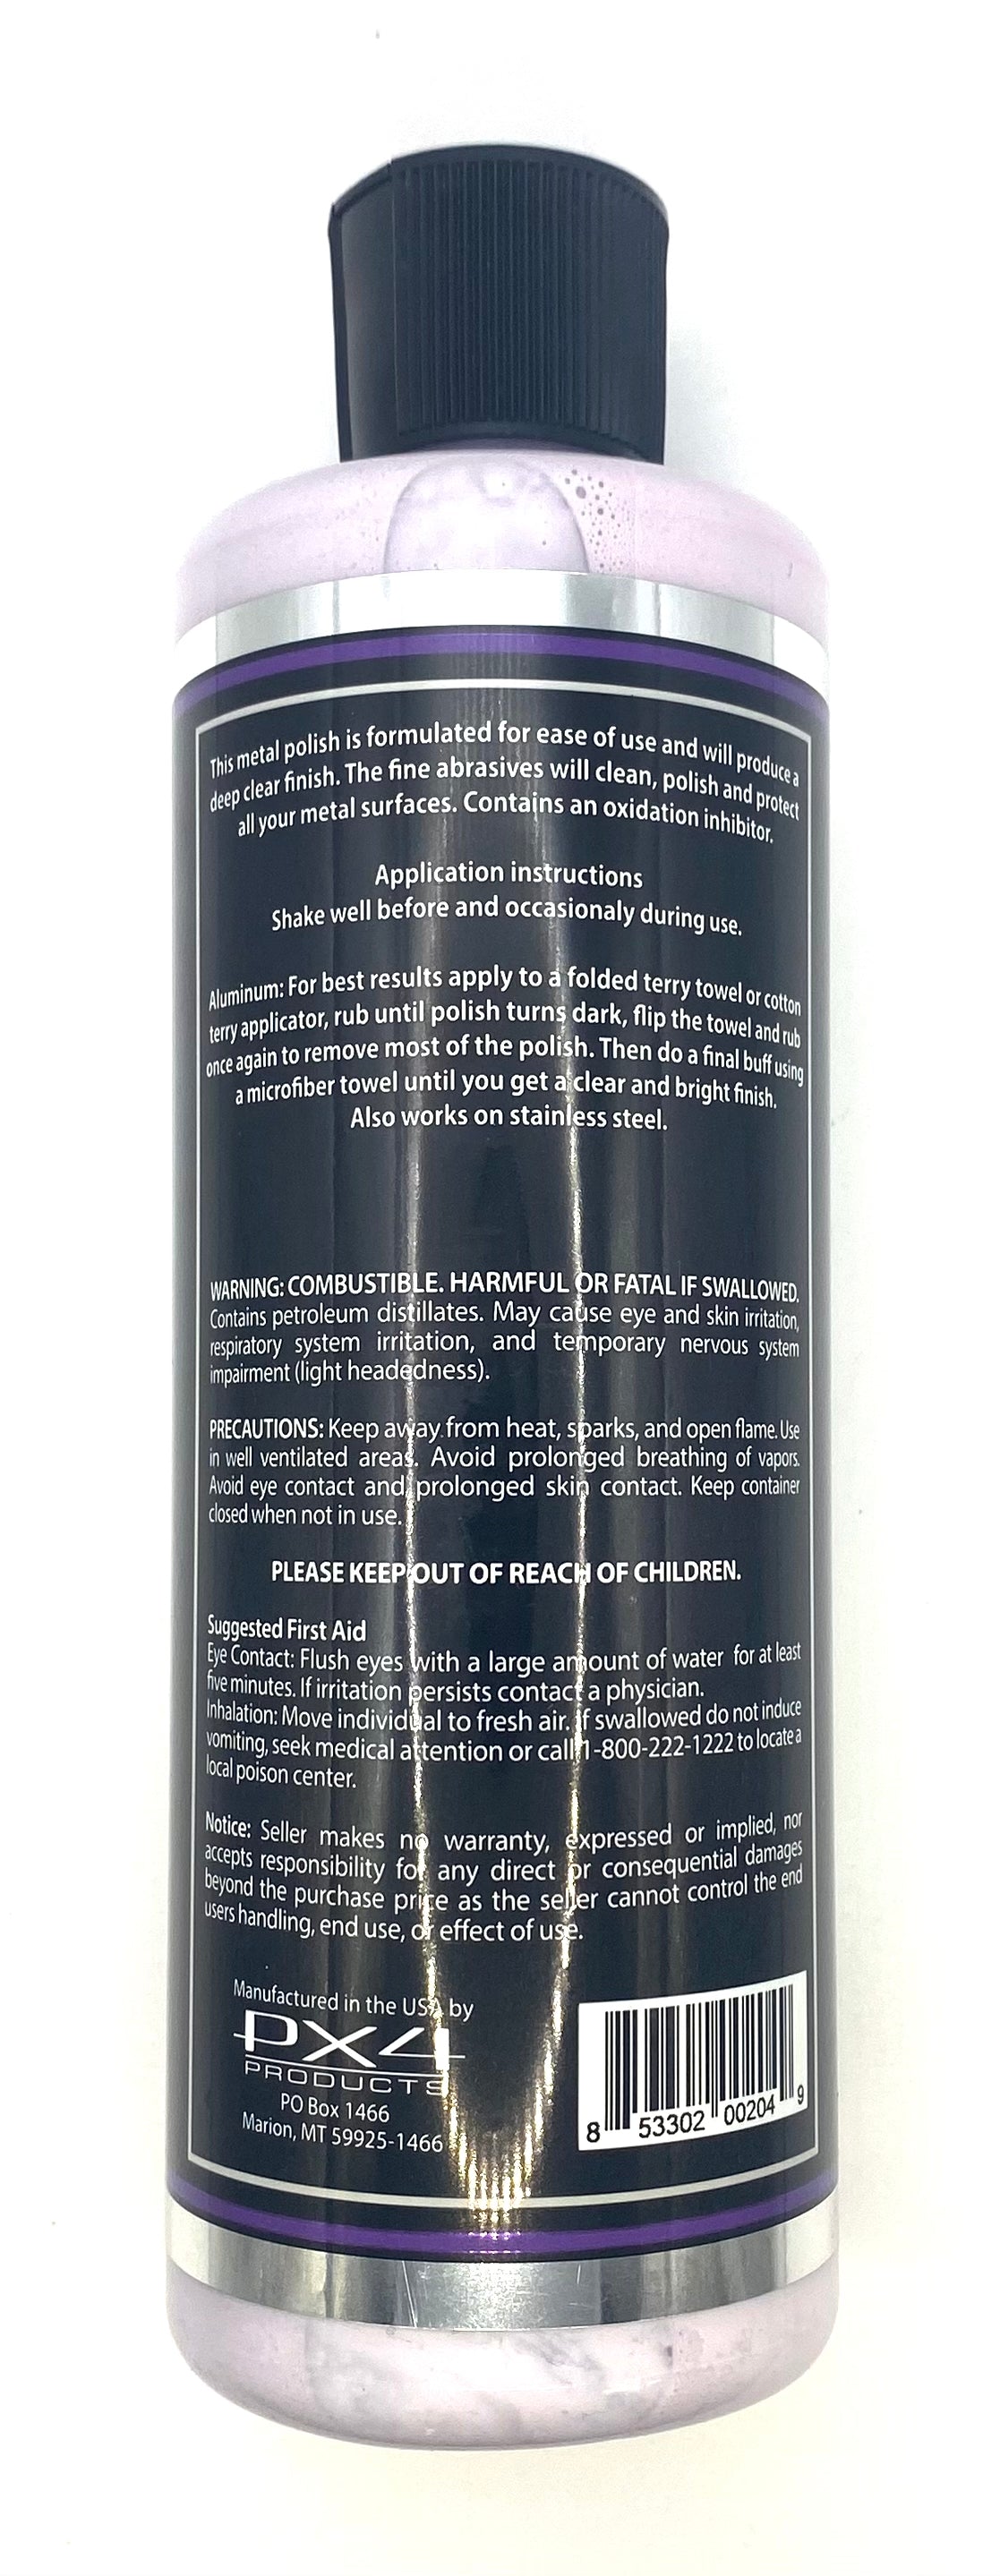 This metal polish is formulated for ease of use and will produce a
deep clear finish. The fine abrasives will clean, polish and protect
all your metal surfaces. Contains an oxidation inhibitor.
Application instructions
Shake well before and occasionaly during use.
Aluminum: For best results apply to a folded terry towel or cotton
terry applicator, rub until polish turns dark, flip the towel and rub
once again to remove most of the polish. Then do a final buff using
a microfiber towel until you get a clear and bright finish.
Also works on stainless steel.
WARNING: COMBUSTIBLE. HARMFUL OR FATAL IF SWALLOWED.
Contains petroleum distillates. May cause eye and skin irritation,
respiratory system irritation, and temporary nervous system
impairment (light headedness).
PRECAUTIONS: Keep away from heat, sparks, and open flame. Use
in well ventilated areas. Avoid prolonged breathing of vapors.
Avoid eye contact and prolonged skin contact. Keep container
closed when not in use.
PLEASE KEEP OUT OF REACH OF CHILDREN.
Suggested First Aid
Eye Contact: Flush eyes with a large amount of water for at least
five minutes. If irritation persists contact a physician.
Inhalation: Move individual to fresh air. If swallowed do not induce
vomiting, seek medical attention or call 1-800-222-1222 to locate a
local poison center.
Notice: Seller makes no warranty, expressed or implied, nor
accepts responsibility for any direct or consequential damages
beyond the purchase price as the seller cannot control the end
users handling, end use, or effect of use.
Manufactured in the USA by
PX4
PRODUCTS
PO Box 1466
Marion, MT 59925-1466
8 53302 00204 9